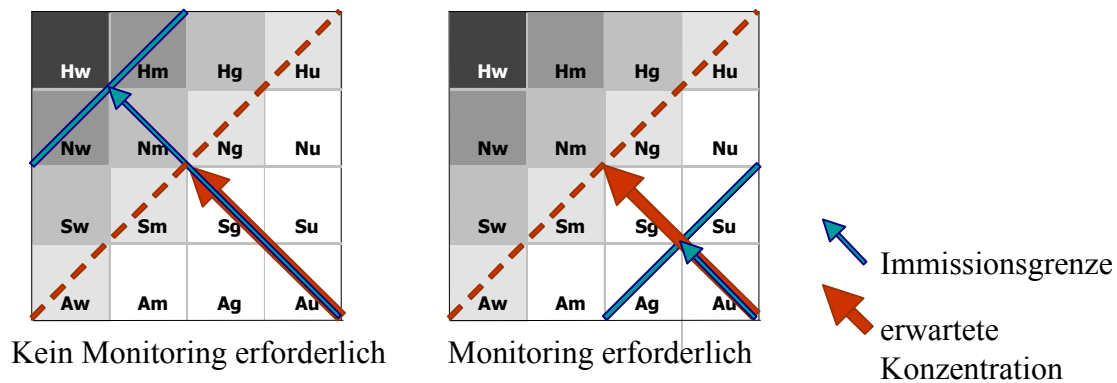 Hw Hm Hg Hu
Nw Nm Ng Nu
Sw Sm Sg Su
Aw Am Ag Au
Kein Monitoring erforderlich
Hw Hm Hg Hu
Nw Nm Ng Nu
Sw Sm Sg Su
Aw Am Ag Au
Monitoring erforderlich
Immissionsgrenze
erwartete
Konzentration